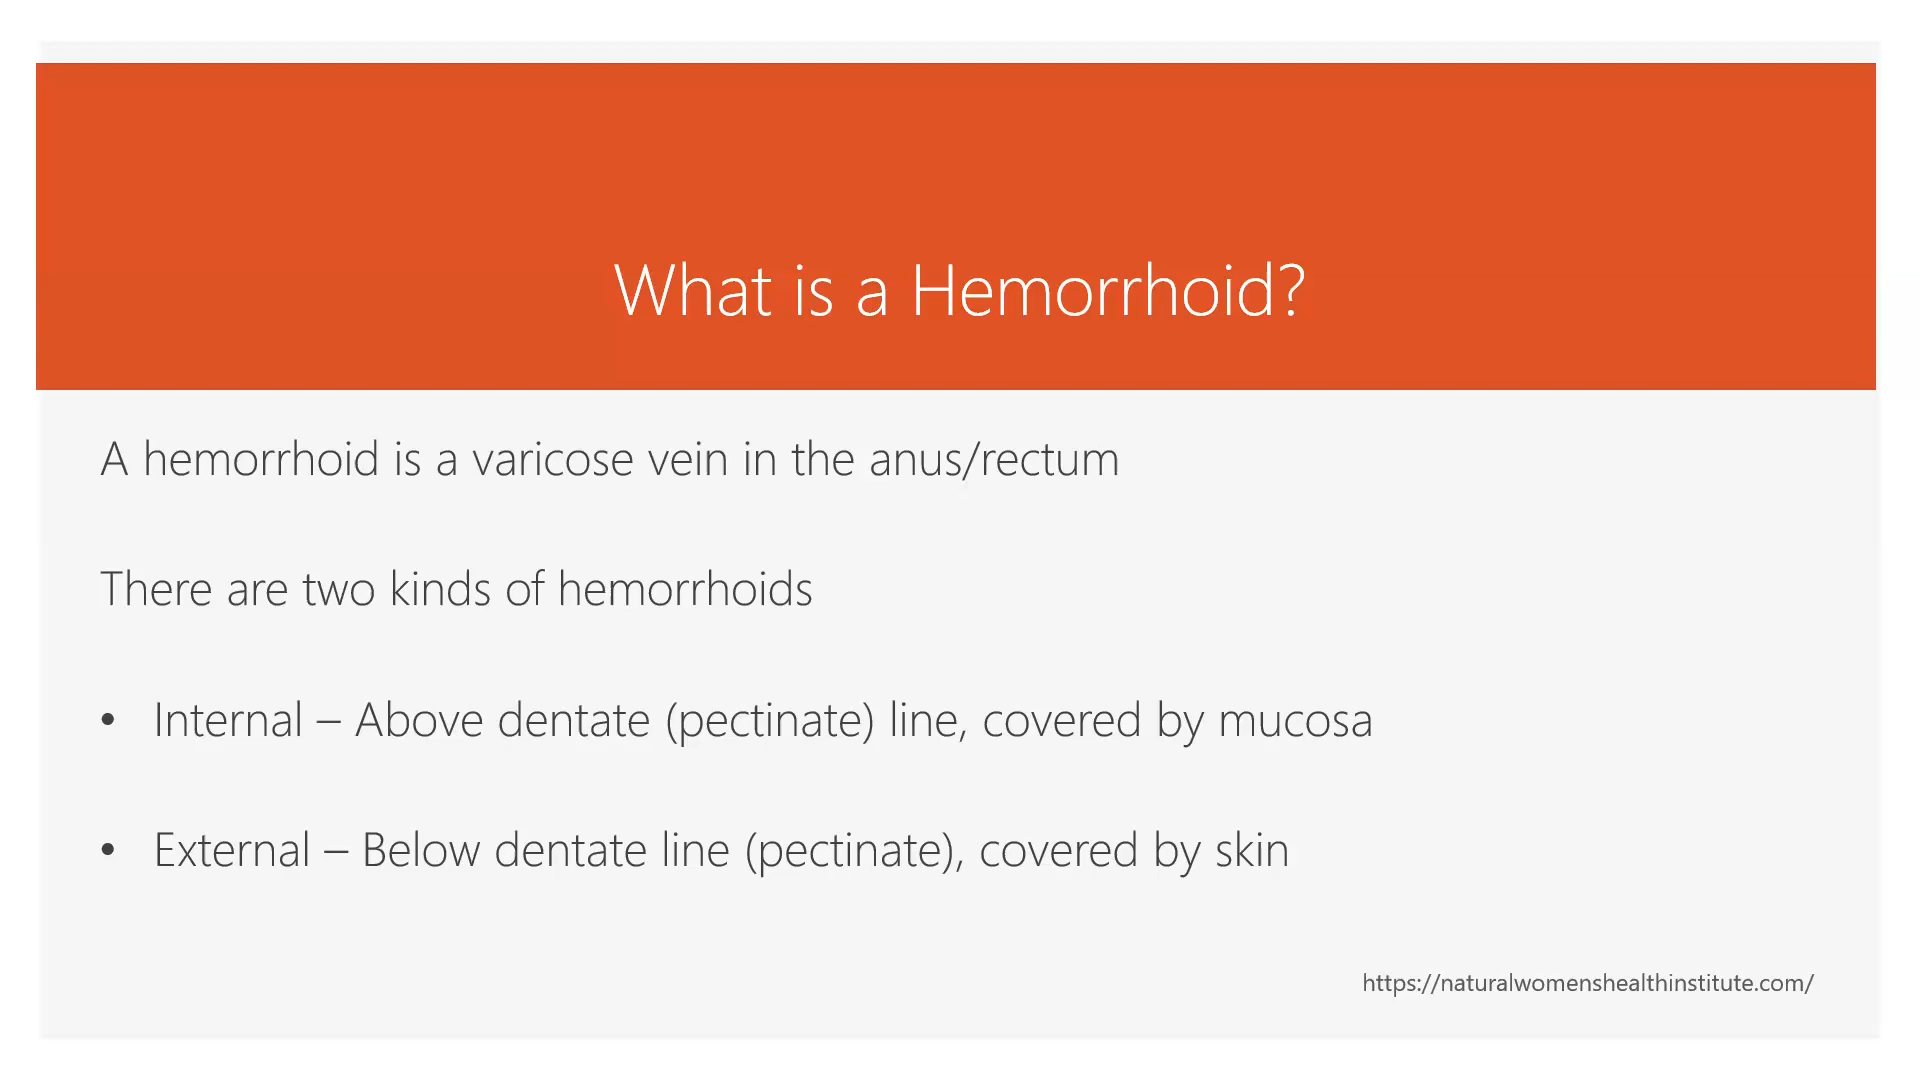 What is a Hemorrhoid?
A hemorrhoid is a varicose vein in the anus/rectum
There are two kinds of hemorrhoids
• Internal – Above dentate (pectinate) line, covered by mucosa
• External – Below dentate line (pectinate), covered by skin
https://naturalwomenshealthinstitute.com/